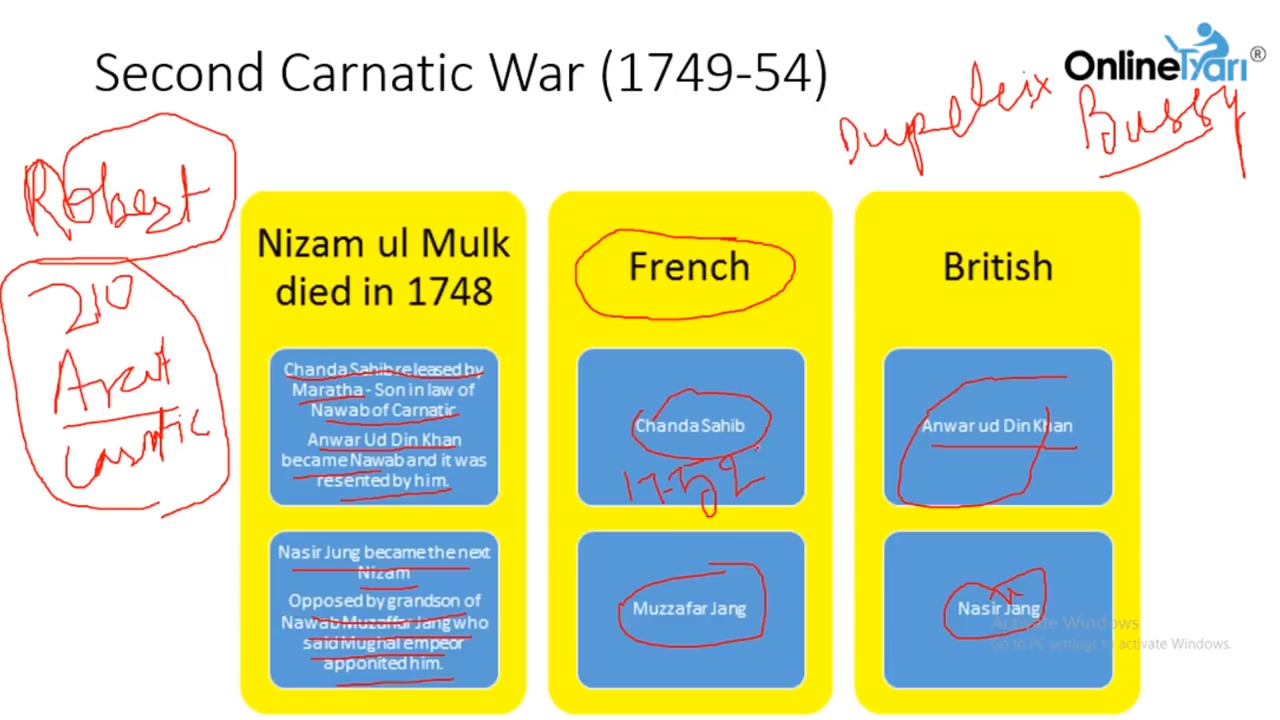 Second Carnatic War (1749-54)
OnlineTyari ®
Dupeleix
Bussy
Robert
210
Arcot
Carnatic
Nizam ul Mulk
died in 1748
Chanda Sahib released by
Maratha - Son in law of
Nawab of Carnatic
Anwar Ud Din Khan
became Nawab and it was
resented by him.
Nasir Jung became the next
Nizam
Opposed by grandson of
Nawab Muzaffar Jang who
said Mughal empeor
apponited him.
French
Chanda Sahib
1752
Muzzafar Jang
British
Anwar ud Din Khan
Nasir Jang
Activate Windows
Go to PC settings to activate Windows.